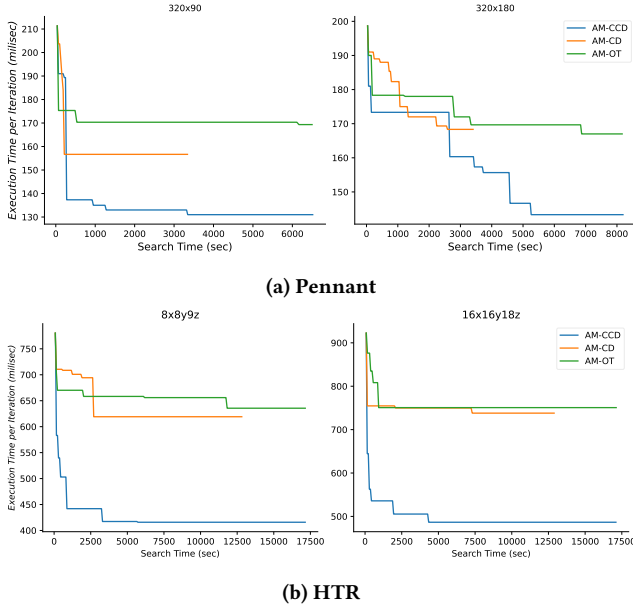 320x90
320x180
Execution Time per Iteration (milisec)
210
200
190
180
170
160
150
140
130
0 1000 2000 3000 4000 5000 6000
Search Time (sec)
200
190
180
170
160
150
0 1000 2000 3000 4000 5000 6000 7000 8000
Search Time (sec)
AM-CCD
AM-CD
AM-OT
(a) Pennant
8x8y9z
16x16y18z
Execution Time per Iteration (milisec)
750
700
650
600
550
500
450
400
0 2500 5000 7500 10000 12500 15000 17500
Search Time (sec)
900
800
700
600
500
0 2500 5000 7500 10000 12500 15000 17500
Search Time (sec)
AM-CCD
AM-CD
AM-OT
(b) HTR